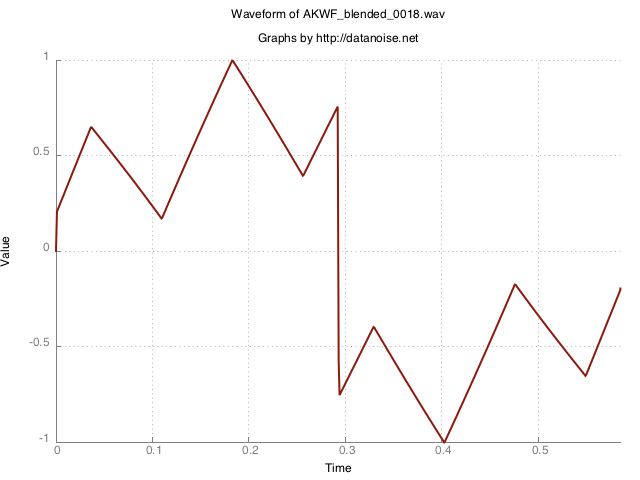 Waveform of AKWF_blended_0018.wav
Graphs by http://datanoise.net
1
0.5
0
-0.5
-1
Value
0 0.1 0.2 0.3 0.4 0.5
Time